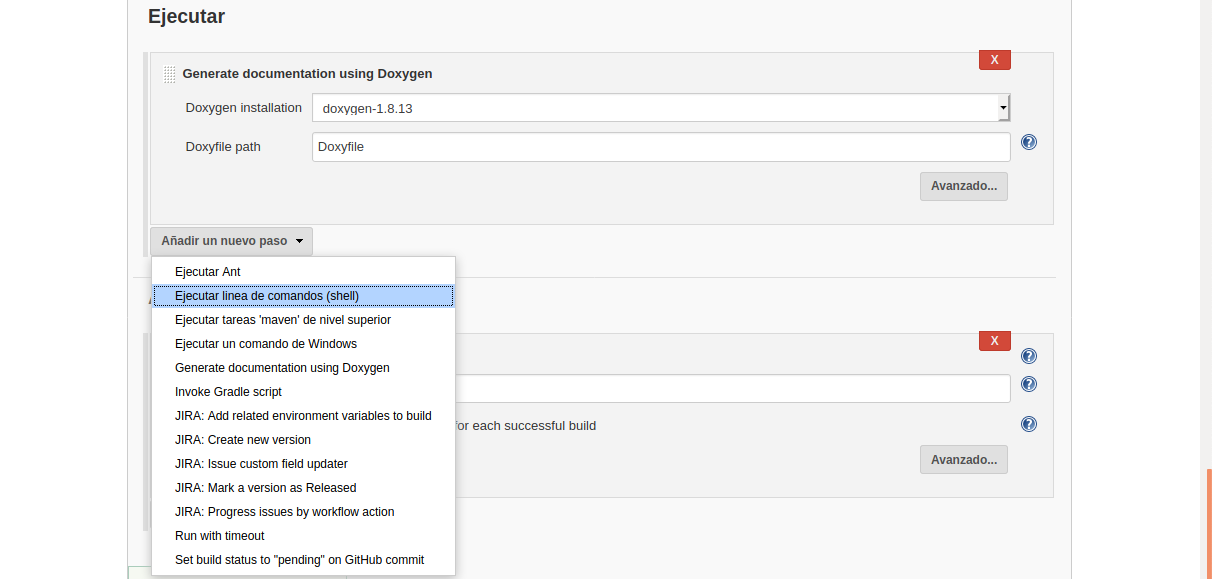 Ejecutar
X
Generate documentation using Doxygen
Doxygen installation
doxygen-1.8.13
Doxyfile path
Doxyfile
Avanzado...
Añadir un nuevo paso
Ejecutar Ant
Ejecutar linea de comandos (shell)
Ejecutar tareas 'maven' de nivel superior
Ejecutar un comando de Windows
Generate documentation using Doxygen
Invoke Gradle script
JIRA: Add related environment variables to build
JIRA: Create new version
JIRA: Issue custom field updater
JIRA: Mark a version as Released
JIRA: Progress issues by workflow action
Run with timeout
Set build status to "pending" on GitHub commit
X
for each successful build
Avanzado...